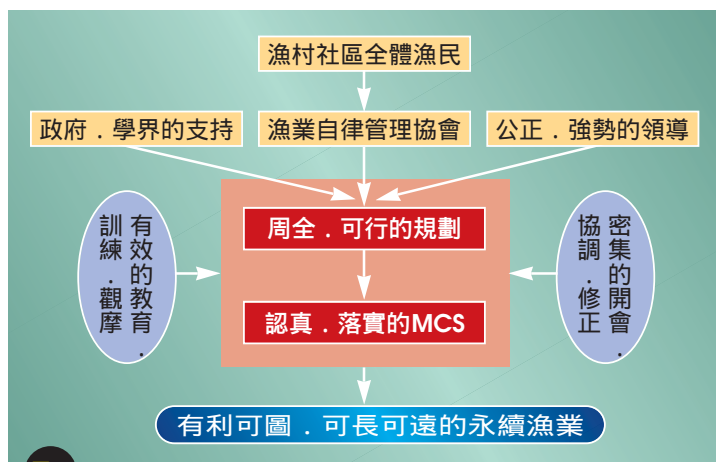 漁村社區全體漁民
政府．學界的支持
漁業自律管理協會
公正．強勢的領導
有效的教育．
訓練．觀摩
周全．可行的規劃
認真．落實的MCS
密集的開會．
協調．修正
有利可圖．可長可遠的永續漁業